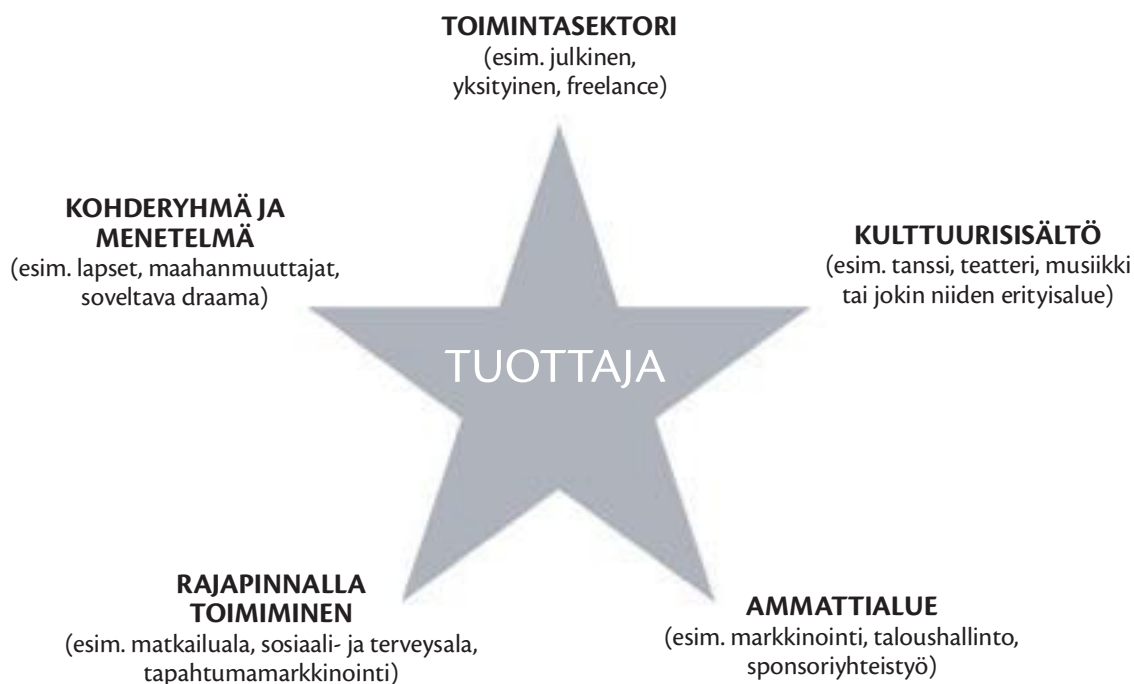 TOIMINTASEKTORI
(esim. julkinen,
yksityinen, freelance)
KOHDERYHMÄ JA
MENETELMÄ
(esim. lapset, maahanmuuttajat,
soveltava draama)
KULTTUURISISÄLTÖ
(esim. tanssi, teatteri, musiikki
tai jokin niiden erityisalue)
TUOTTAJA
RAJAPINNALLA
TOIMIMINEN
(esim. matkailuala, sosiaali- ja terveysala,
tapahtumamarkkinointi)
AMMATTIALUE
(esim. markkinointi, taloushallinto,
sponsoriyhteistyö)